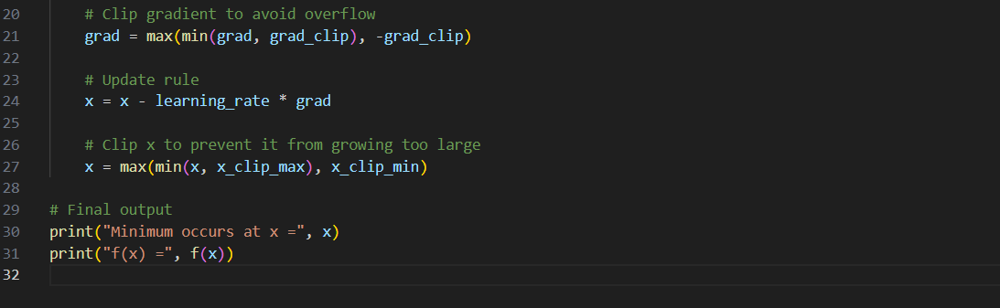 20 # Clip gradient to avoid overflow
21 grad = max(min(grad, grad_clip), -grad_clip)
22
23 # Update rule
24 x = x - learning_rate * grad
25
26 # Clip x to prevent it from growing too large
27 x = max(min(x, x_clip_max), x_clip_min)
28
29 # Final output
30 print("Minimum occurs at x =", x)
31 print("f(x) =", f(x))
32